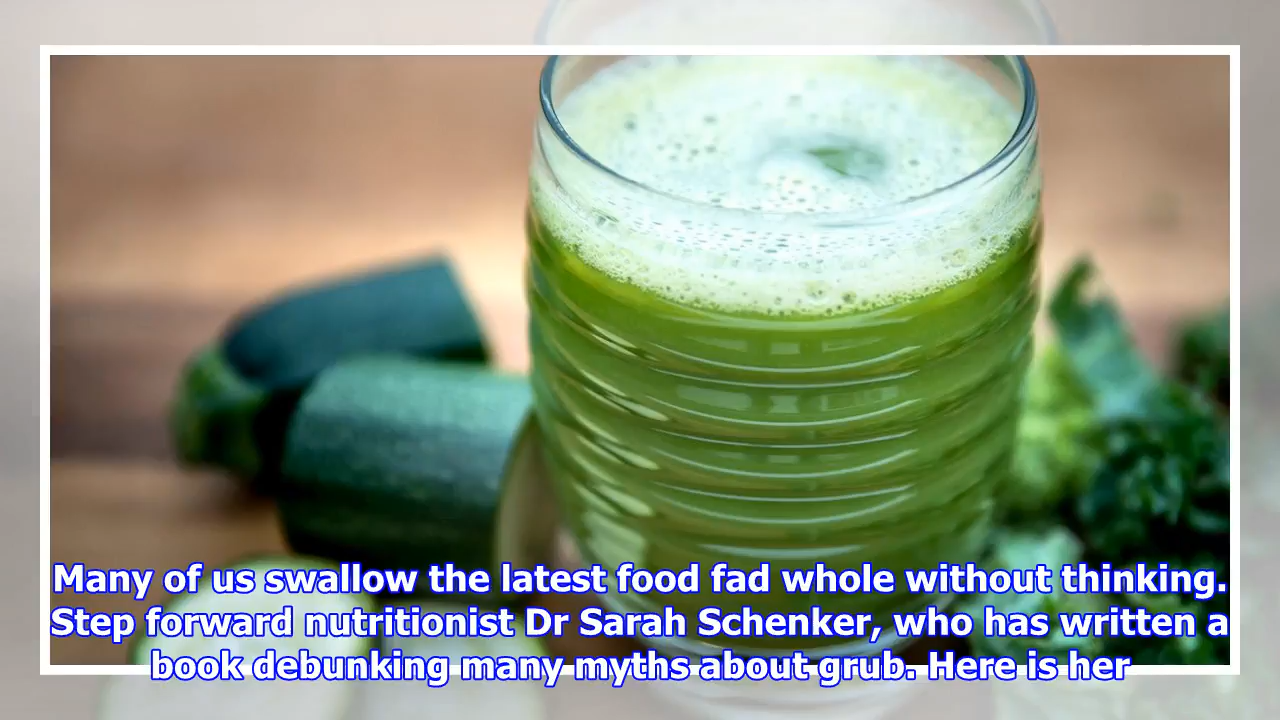 Many of us swallow the latest food fad whole without thinking.
Step forward nutritionist Dr Sarah Schenker, who has written a
book debunking many myths about grub. Here is her